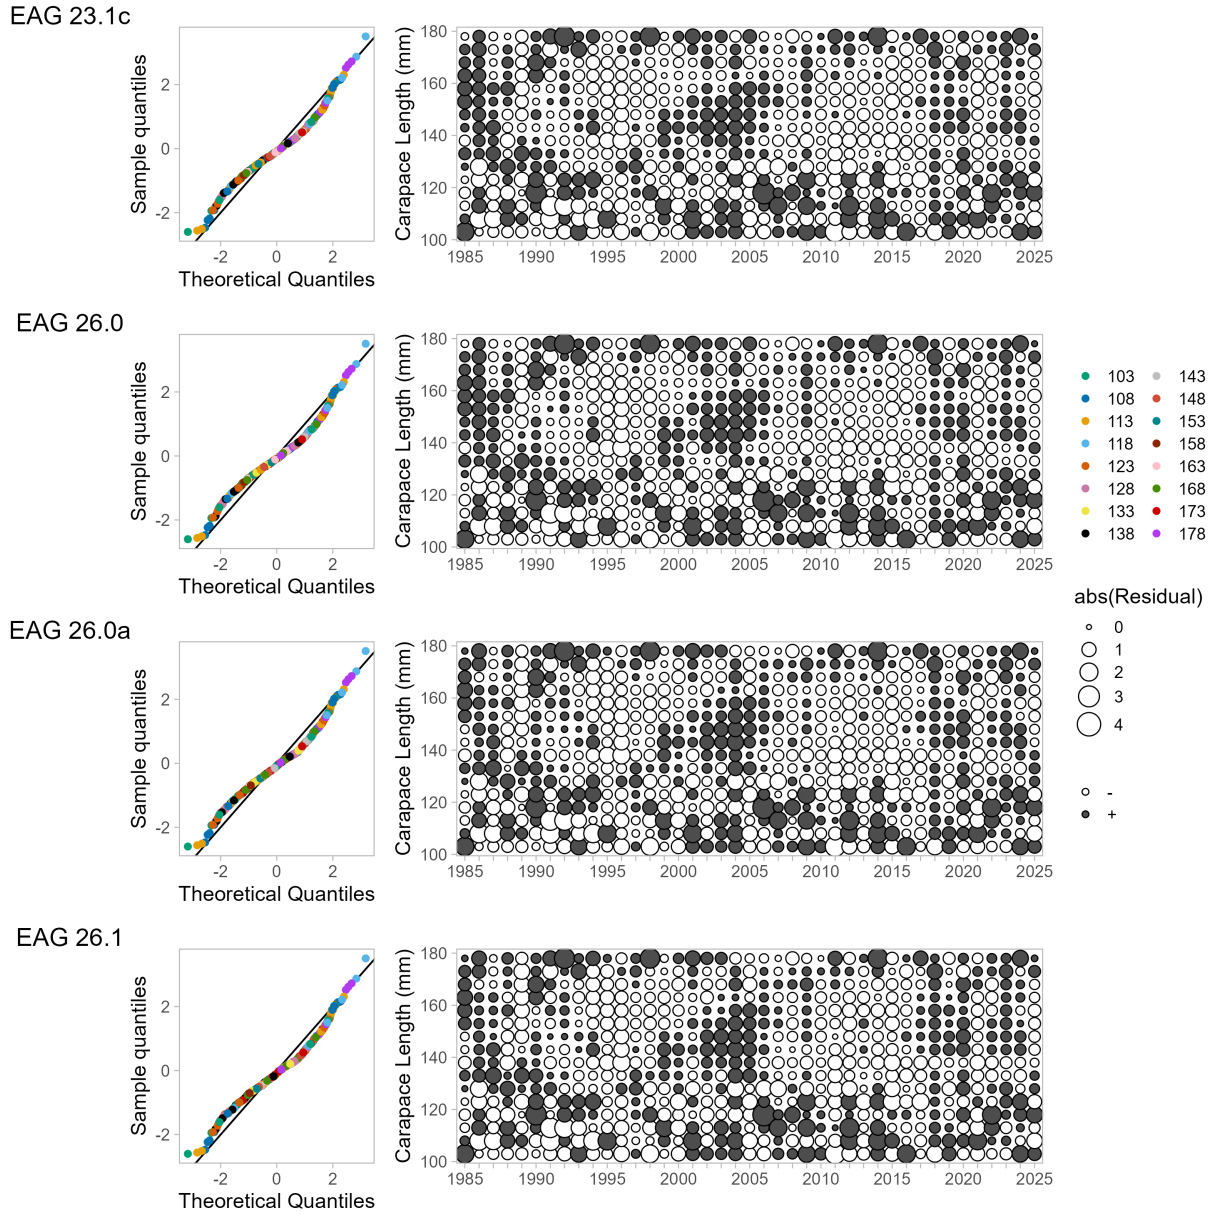 EAG 23.1c
Sample quantiles
2
0
-2
-2 0 2
Theoretical Quantiles
Carapace Length (mm)
180
160
140
120
100
1985 1990 1995 2000 2005 2010 2015 2020 2025
EAG 26.0
Sample quantiles
2
0
-2
-2 0 2
Theoretical Quantiles
Carapace Length (mm)
180
160
140
120
100
1985 1990 1995 2000 2005 2010 2015 2020 2025
EAG 26.0a
Sample quantiles
2
0
-2
-2 0 2
Theoretical Quantiles
Carapace Length (mm)
180
160
140
120
100
1985 1990 1995 2000 2005 2010 2015 2020 2025
EAG 26.1
Sample quantiles
2
0
-2
-2 0 2
Theoretical Quantiles
Carapace Length (mm)
180
160
140
120
100
1985 1990 1995 2000 2005 2010 2015 2020 2025
103 143
108 148
113 153
118 158
123 163
128 168
133 173
138 178
abs(Residual)
0
1
2
3
4
-
+